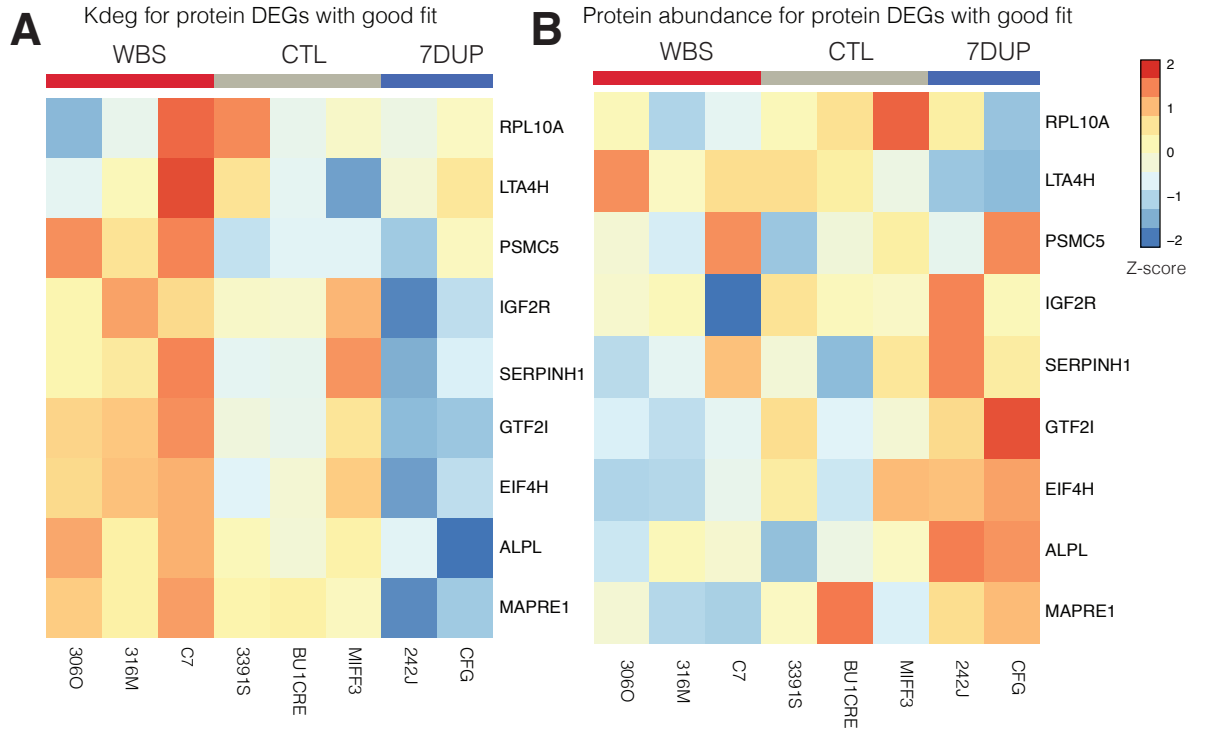 A
Kdeg for protein DEGs with good fit
WBS CTL 7DUP
RPL10A
LTA4H
PSMC5
IGF2R
SERPINH1
GTF2I
EIF4H
ALPL
MAPRE1
306O 316M C7 3391S BU1CRE MIFF3 242J CFG
B
Protein abundance for protein DEGs with good fit
WBS CTL 7DUP
RPL10A
LTA4H
PSMC5
IGF2R
SERPINH1
GTF2I
EIF4H
ALPL
MAPRE1
306O 316M C7 3391S BU1CRE MIFF3 242J CFG
2
1
0
−1
−2
Z-score